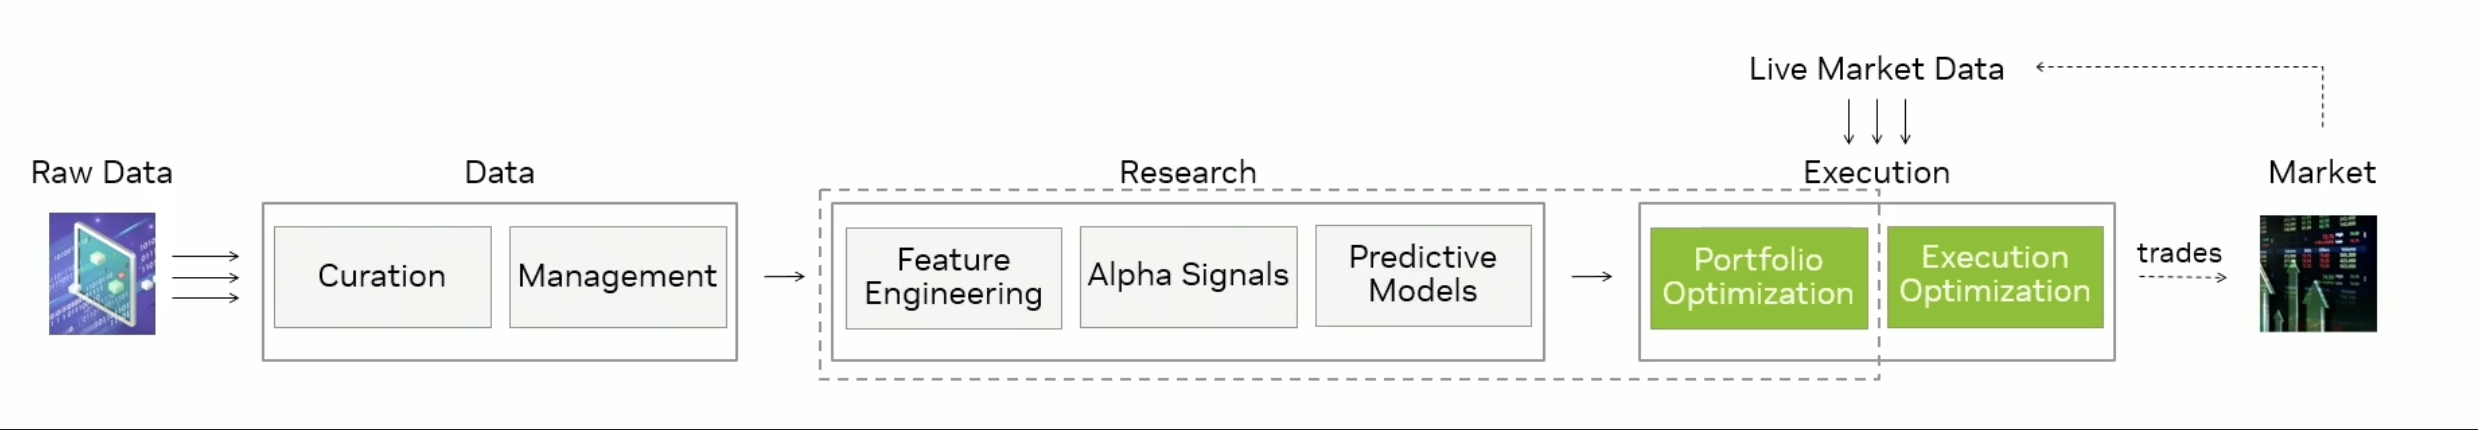 Live Market Data
Raw Data
Data
Research
Execution
Market
Curation
Management
Feature
Engineering
Alpha Signals
Predictive
Models
Portfolio
Optimization
Execution
Optimization
trades